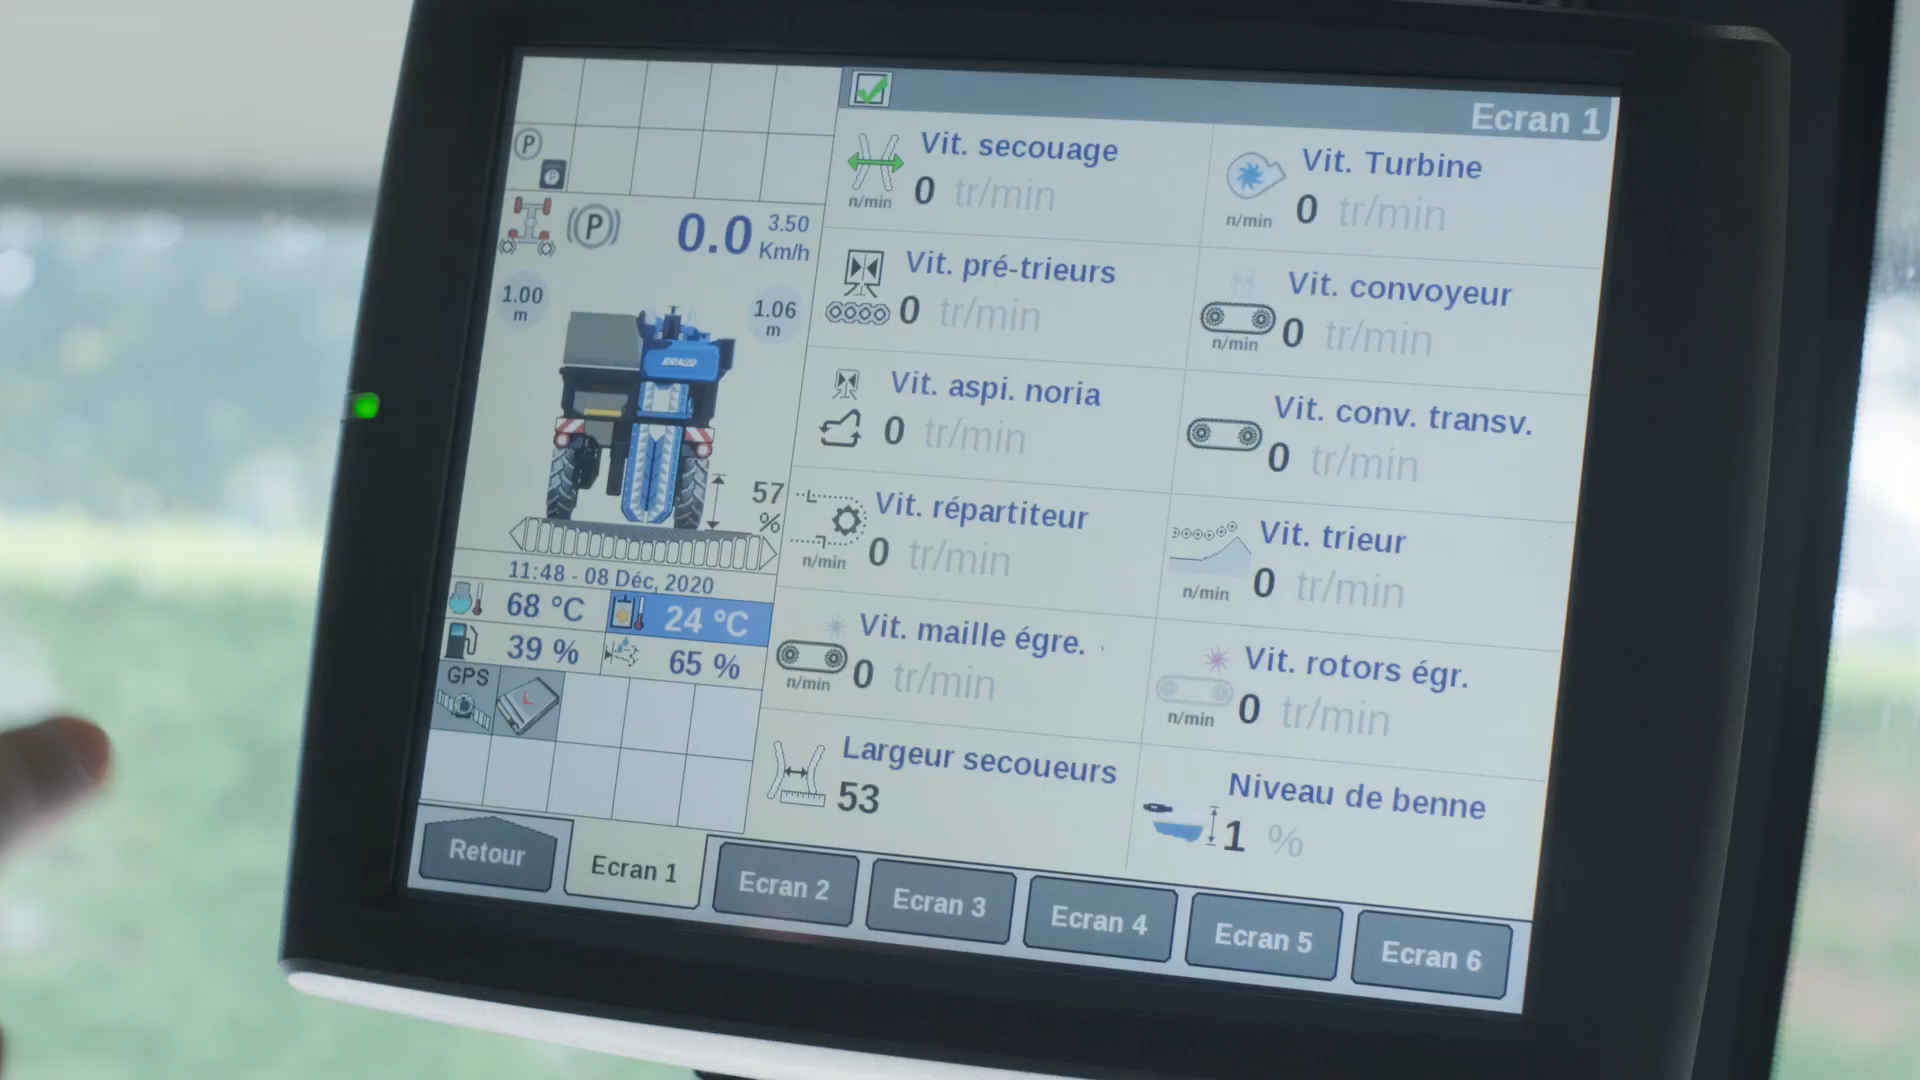 Ecran 1
P
P
(P)
0.0
3.50
Km/h
1.00
m
1.06
m
BRAUD
57
%
11:48 - 08 Déc, 2020
68 °C
24 °C
39 %
65 %
GPS
Vit. secouage
n/min
0 tr/min
Vit. Turbine
n/min
0 tr/min
Vit. pré-trieurs
0 tr/min
Vit. convoyeur
n/min
0 tr/min
Vit. aspi. noria
0 tr/min
Vit. conv. transv.
0 tr/min
Vit. répartiteur
n/min
0 tr/min
Vit. trieur
n/min
0 tr/min
Vit. maille égre.
n/min
0 tr/min
Vit. rotors égr.
n/min
0 tr/min
Largeur secoueurs
53
Niveau de benne
1 %
Retour
Ecran 1
Ecran 2
Ecran 3
Ecran 4
Ecran 5
Ecran 6